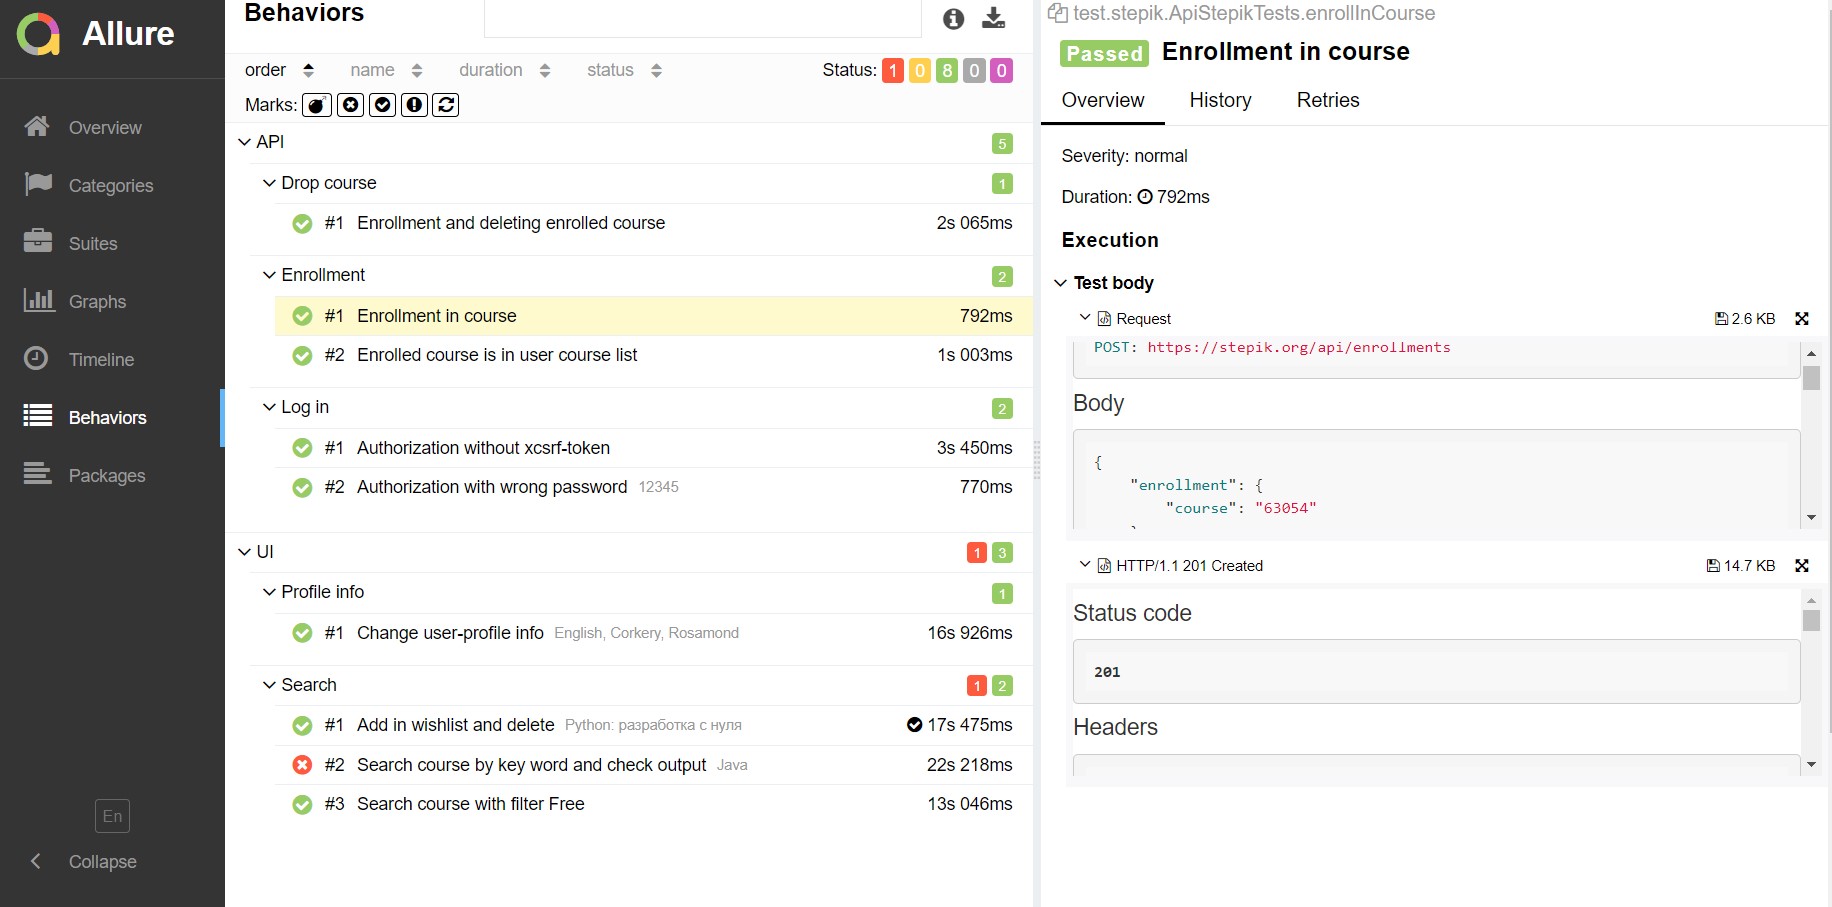 Allure
Overview
Categories
Suites
Graphs
Timeline
Behaviors
Packages
En
Collapse
Behaviors
order name duration status Status: 1 0 8 0 0
Marks:
API 5
Drop course 1
#1 Enrollment and deleting enrolled course 2s 065ms
Enrollment 2
#1 Enrollment in course 792ms
#2 Enrolled course is in user course list 1s 003ms
Log in 2
#1 Authorization without xcsrf-token 3s 450ms
#2 Authorization with wrong password 12345 770ms
UI 1 3
Profile info 1
#1 Change user-profile info English, Corkery, Rosamond 16s 926ms
Search 1 2
#1 Add in wishlist and delete Python: разработка с нуля 17s 475ms
#2 Search course by key word and check output Java 22s 218ms
#3 Search course with filter Free 13s 046ms
test.stepik.ApiStepikTests.enrollInCourse
Passed Enrollment in course
Overview History Retries
Severity: normal
Duration: 792ms
Execution
Test body
Request 2.6 KB
POST: https://stepik.org/api/enrollments
Body
{
"enrollment": {
"course": "63054"
HTTP/1.1 201 Created 14.7 KB
Status code
201
Headers